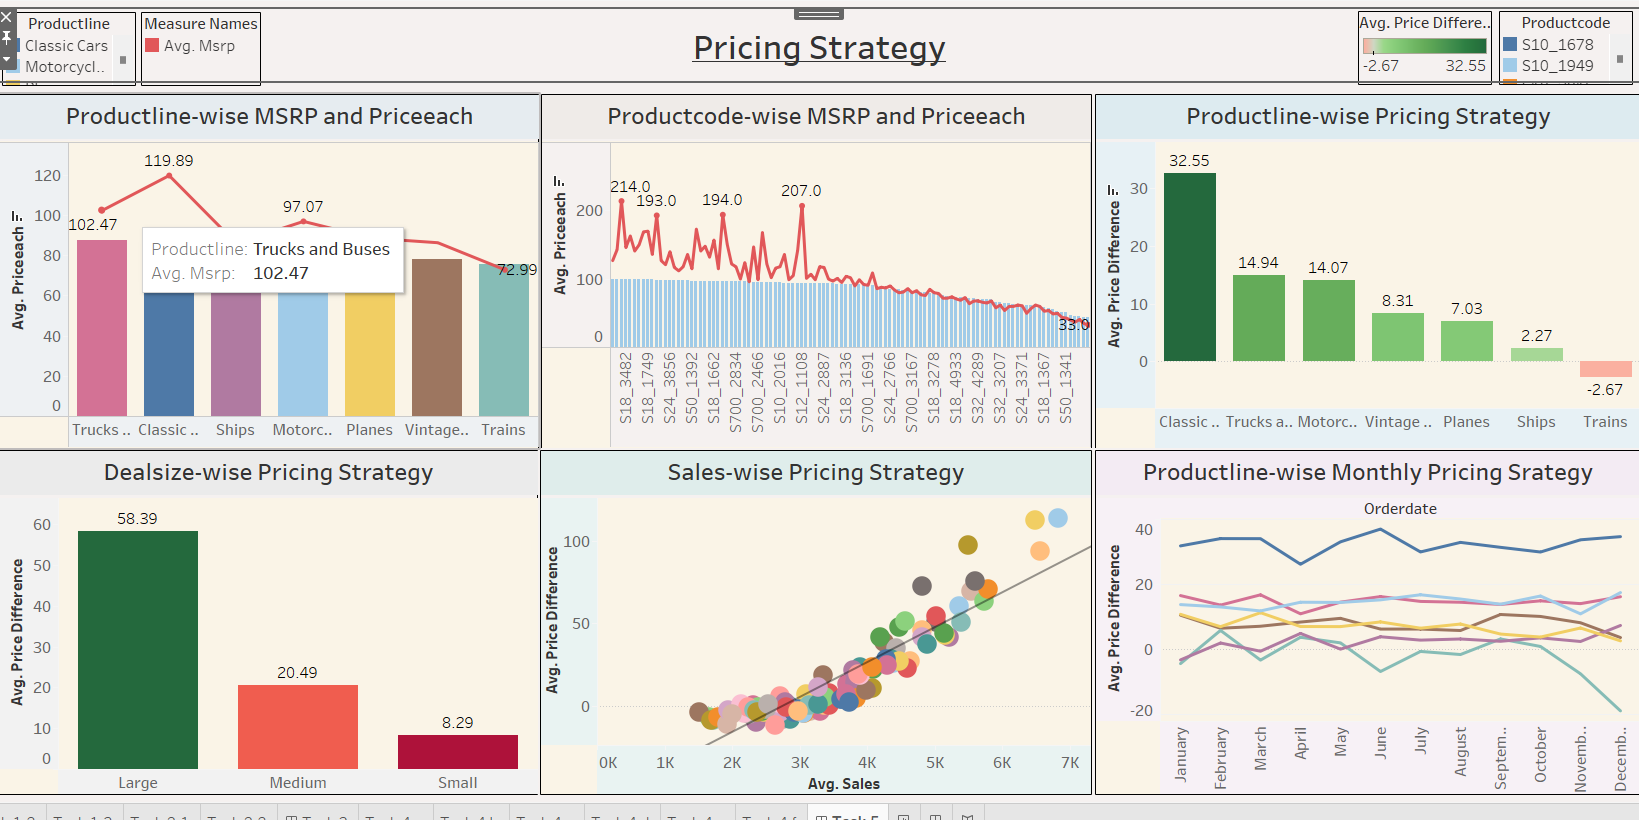 Productline
Classic Cars
Motorcycl..
Measure Names
Avg. Msrp
Pricing Strategy
Avg. Price Differe..
-2.67 32.55
Productcode
S10_1678
S10_1949
Productline-wise MSRP and Priceeach
Avg. Priceeach
120
100
80
60
40
20
0
119.89
102.47
97.07
72.99
Productline: Trucks and Buses
Avg. Msrp: 102.47
Trucks .. Classic .. Ships Motorc.. Planes Vintage.. Trains
Productcode-wise MSRP and Priceeach
Avg. Priceeach
200
100
0
214.0
193.0
194.0
207.0
33.0
S18_3482
S18_1749
S24_3856
S50_1392
S18_1662
S700_2834
S700_2466
S10_2016
S12_1108
S24_2887
S18_3136
S700_1691
S24_2766
S700_3167
S18_3278
S18_4933
S32_4289
S32_3207
S24_3371
S18_1367
S50_1341
Productline-wise Pricing Strategy
Avg. Price Difference
30
20
10
0
32.55
14.94
14.07
8.31
7.03
2.27
-2.67
Classic .. Trucks a.. Motorc.. Vintage .. Planes Ships Trains
Dealsize-wise Pricing Strategy
Avg. Price Difference
60
50
40
30
20
10
0
58.39
20.49
8.29
Large Medium Small
Sales-wise Pricing Strategy
Avg. Price Difference
100
50
0
0K 1K 2K 3K 4K 5K 6K 7K
Avg. Sales
Productline-wise Monthly Pricing Srategy
Orderdate
Avg. Price Difference
40
20
0
-20
January
February
March
April
May
June
July
August
Septem..
October
Novemb..
Decemb..